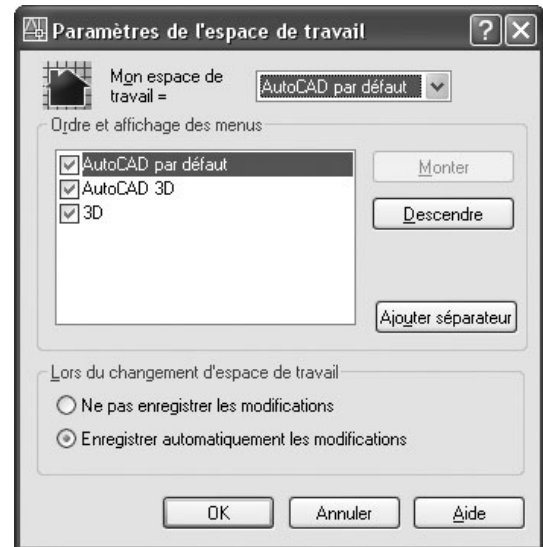 Paramètres de l'espace de travail
Mon espace de
travail =
AutoCAD par défaut
Ordre et affichage des menus
AutoCAD par défaut
Monter
AutoCAD 3D
3D
Descendre
Ajouter séparateur
Lors du changement d'espace de travail
Ne pas enregistrer les modifications
Enregistrer automatiquement les modifications
OK
Annuler
Aide